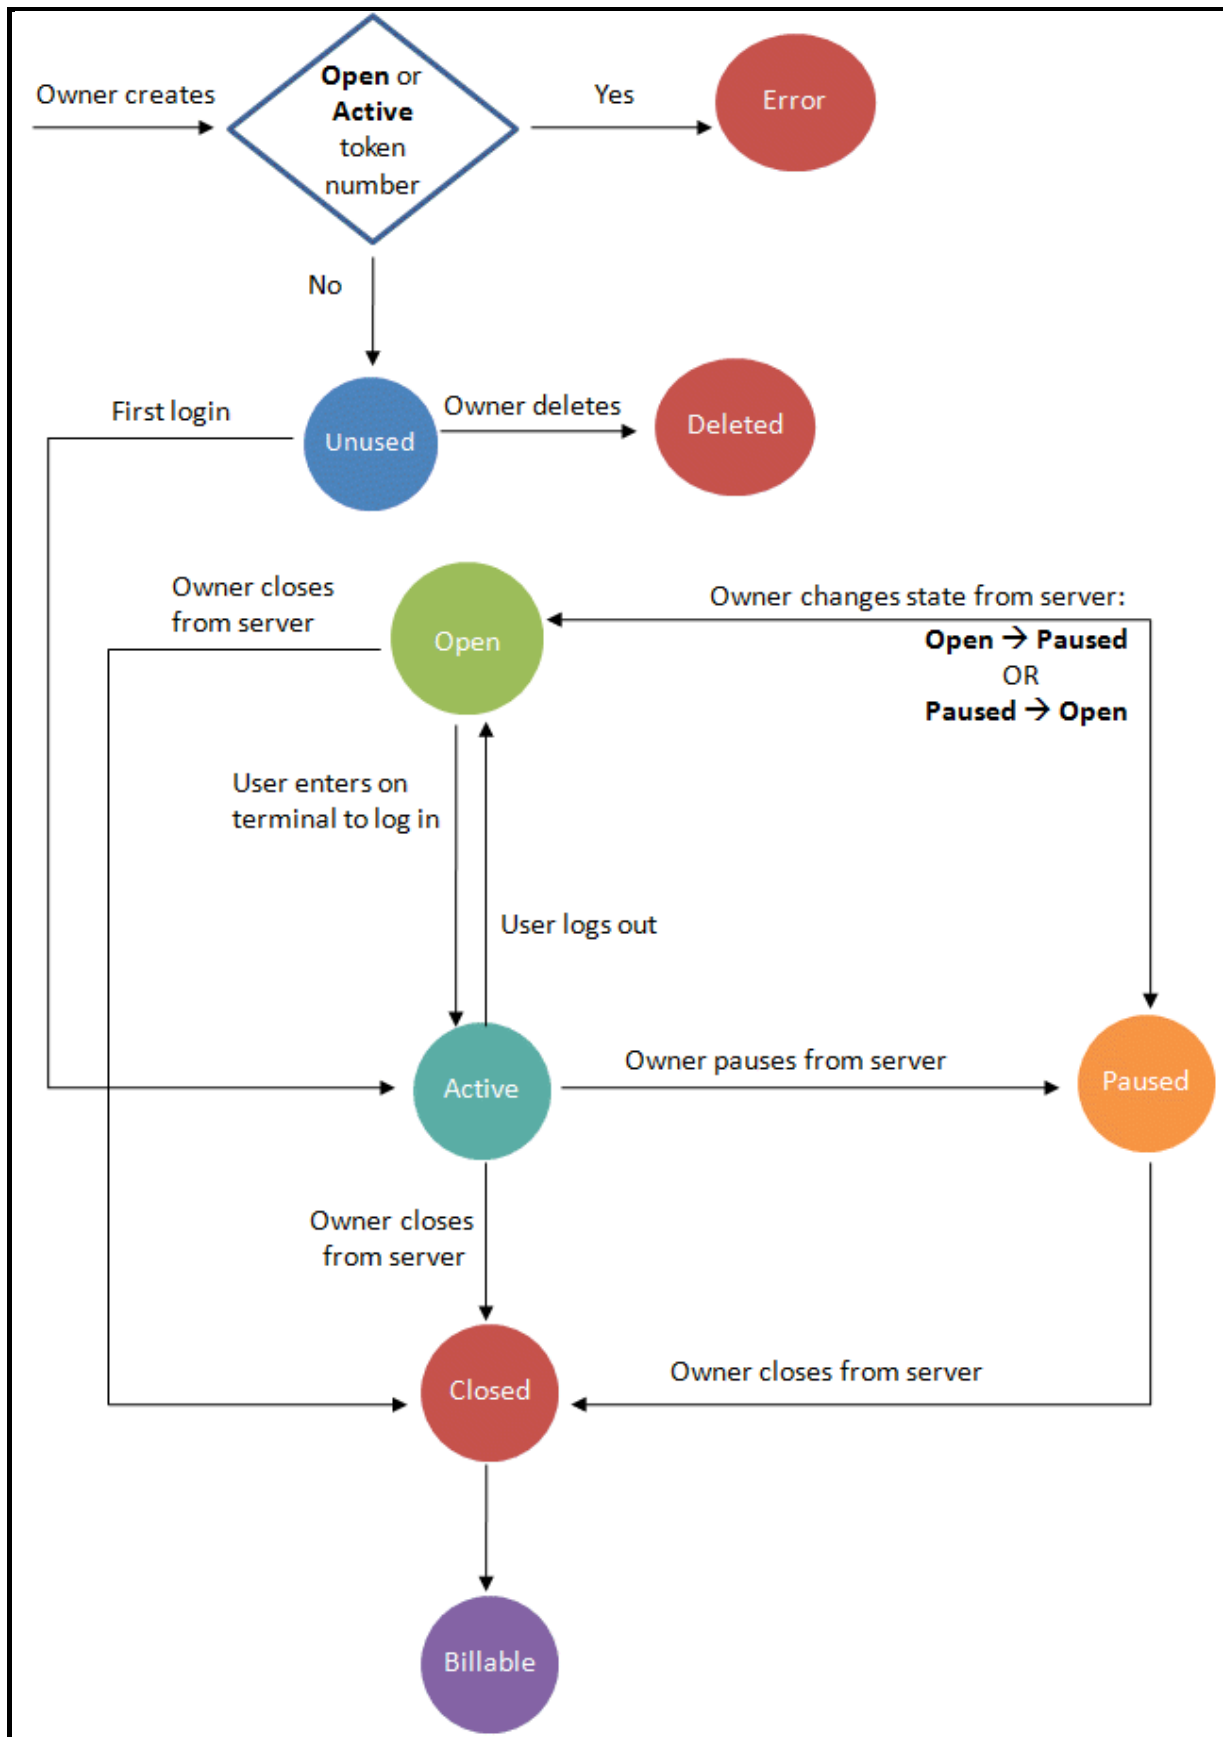 Owner creates
Open or
Active
token
number
Yes
Error
No
First login
Unused
Owner deletes
Deleted
Owner closes
from server
Open
Owner changes state from server:
Open → Paused
OR
Paused → Open
User enters on
terminal to log in
User logs out
Active
Owner pauses from server
Paused
Owner closes
from server
Closed
Owner closes from server
Billable